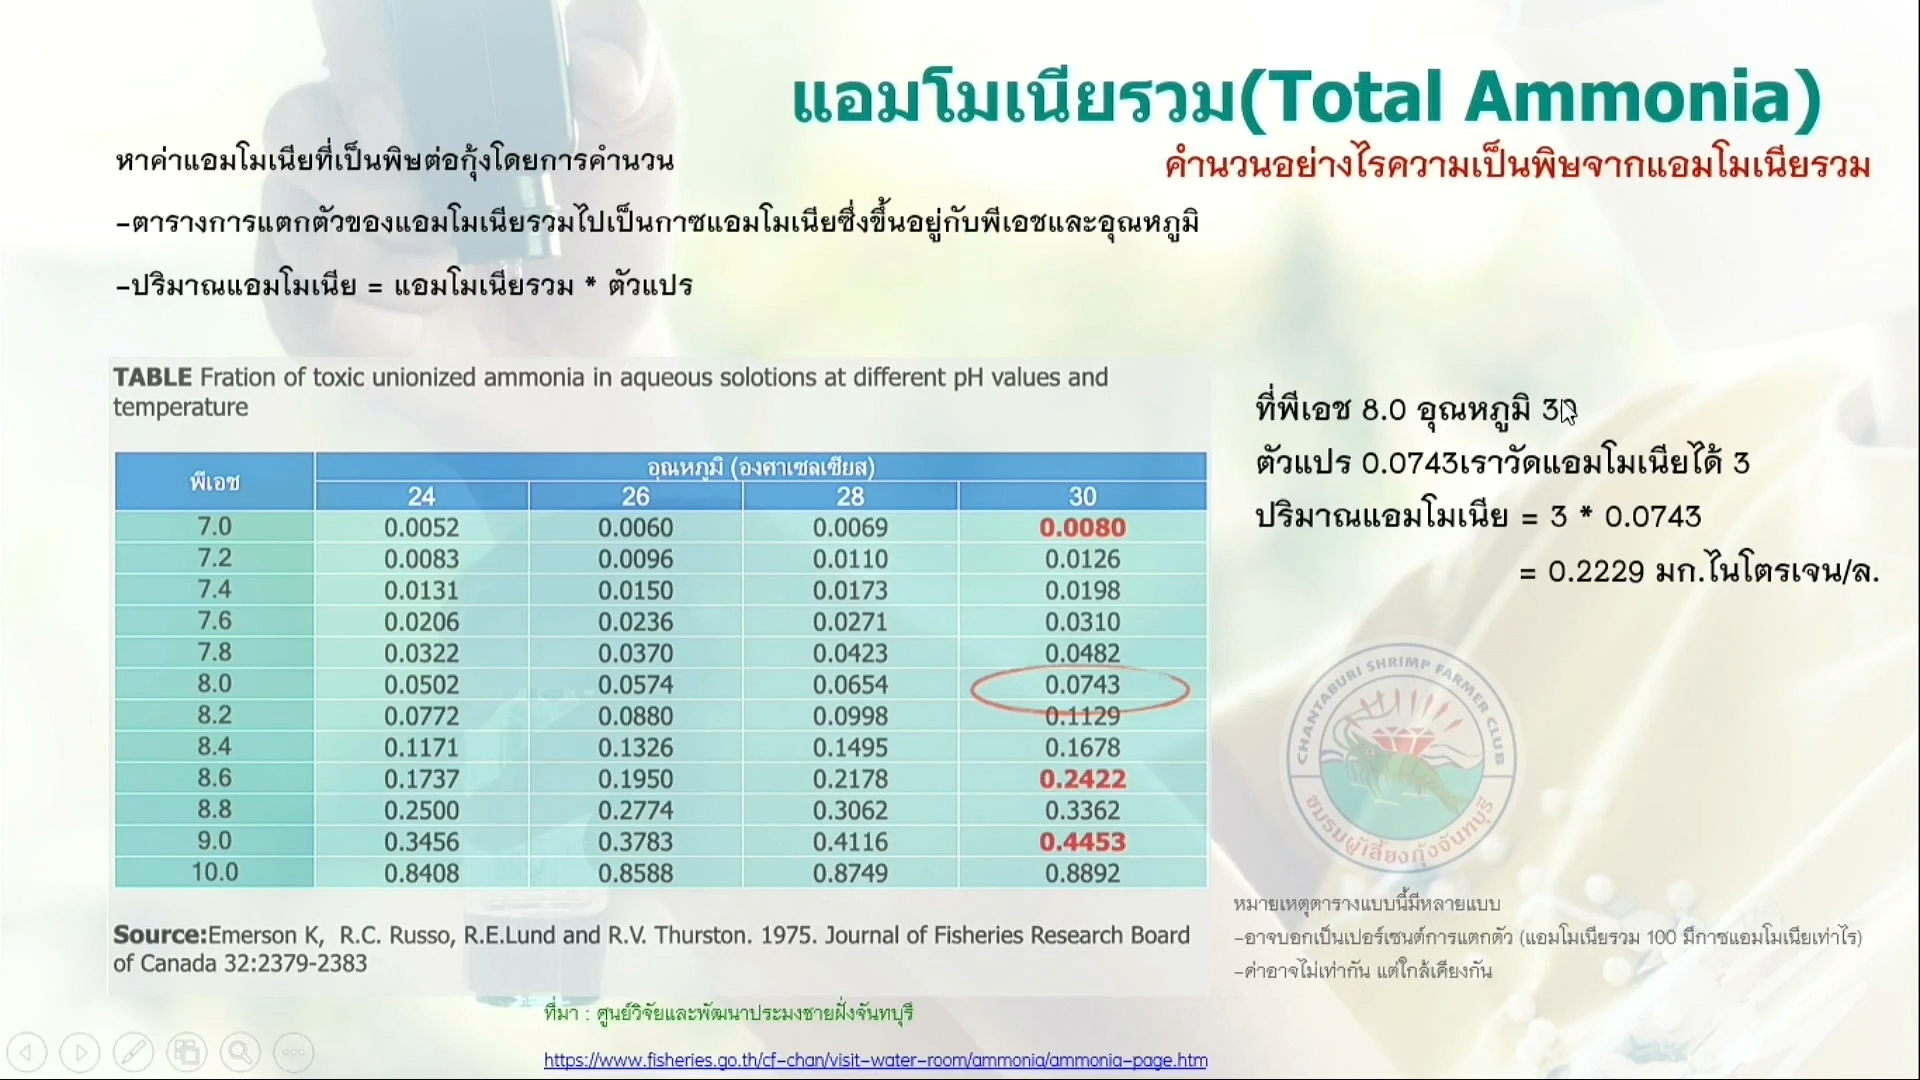 แอมโมเนียรวม(Total Ammonia)
คำนวนอย่างไรความเป็นพิษจากแอมโมเนียรวม
หาค่าแอมโมเนียที่เป็นพิษต่อกุ้งโดยการคำนวน
-ตารางการแตกตัวของแอมโมเนียรวมไปเป็นกาซแอมโมเนียซึ่งขึ้นอยู่กับพีเอชและอุณหภูมิ
-ปริมาณแอมโมเนีย = แอมโมเนียรวม * ตัวแปร
TABLE Fration of toxic unionized ammonia in aqueous solotions at different pH values and
temperature
พีเอช อุณหภูมิ (องศาเซลเซียส)
24 26 28 30
7.0 0.0052 0.0060 0.0069 0.0080
7.2 0.0083 0.0096 0.0110 0.0126
7.4 0.0131 0.0150 0.0173 0.0198
7.6 0.0206 0.0236 0.0271 0.0310
7.8 0.0322 0.0370 0.0423 0.0482
8.0 0.0502 0.0574 0.0654 0.0743
8.2 0.0772 0.0880 0.0998 0.1129
8.4 0.1171 0.1326 0.1495 0.1678
8.6 0.1737 0.1950 0.2178 0.2422
8.8 0.2500 0.2774 0.3062 0.3362
9.0 0.3456 0.3783 0.4116 0.4453
10.0 0.8408 0.8588 0.8749 0.8892
Source:Emerson K, R.C. Russo, R.E.Lund and R.V. Thurston. 1975. Journal of Fisheries Research Board
of Canada 32:2379-2383
ที่พีเอช 8.0 อุณหภูมิ 30
ตัวแปร 0.0743เราวัดแอมโมเนียได้ 3
ปริมาณแอมโมเนีย = 3 * 0.0743
= 0.2229 มก.ไนโตรเจน/ล.
CHANTABURI SHRIMP FARMER CLUB
ชมรมผู้เลี้ยงกุ้งจันทบุรี
หมายเหตุตารางแบบนี้มีหลายแบบ
-อาจบอกเป็นเปอร์เซนต์การแตกตัว (แอมโมเนียรวม 100 มีกาซแอมโมเนียเท่าไร)
-ค่าอาจไม่เท่ากัน แต่ใกล้เคียงกัน
ที่มา : ศูนย์วิจัยและพัฒนาประมงชายฝั่งจันทบุรี
https://www.fisheries.go.th/cf-chan/visit-water-room/ammonia/ammonia-page.htm